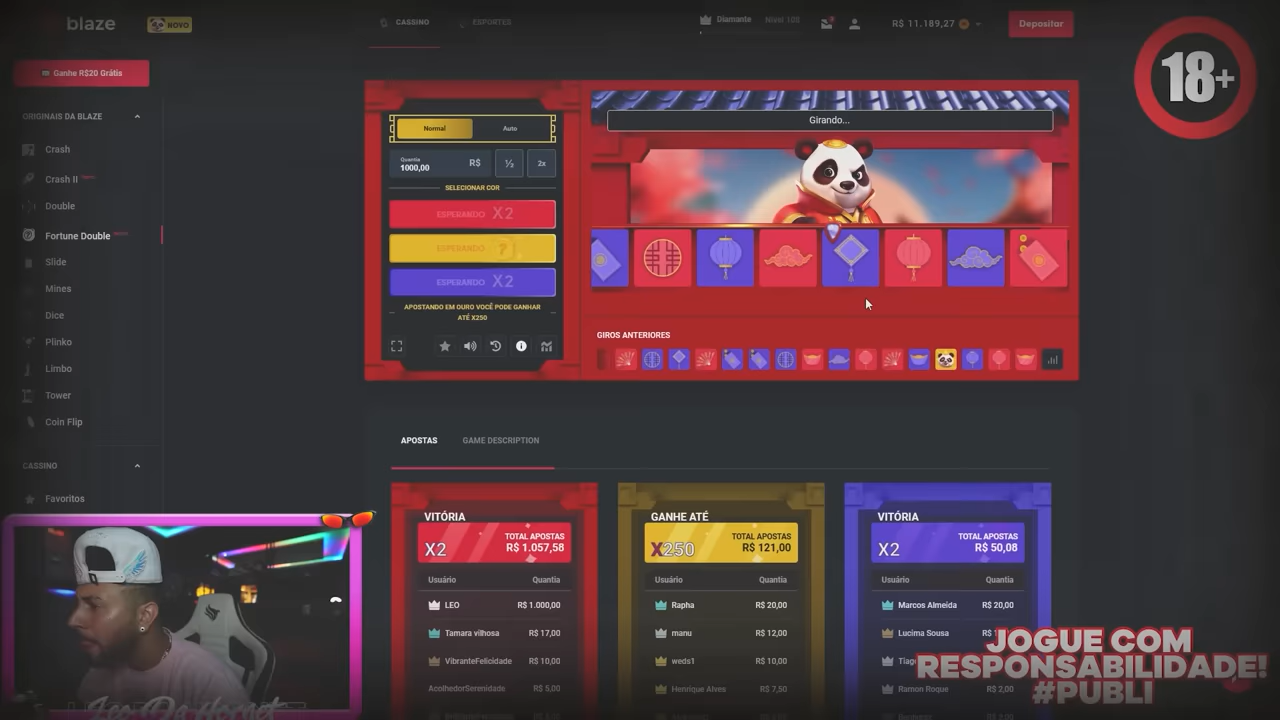 blaze
NOVO
CASSINO
ESPORTES
Diamante
Nível 108
R$ 11.189,27
Depositar
18+
Ganhe R$20 Grátis
ORIGINAIS DA BLAZE
Crash
Crash II
Double
Fortune Double
Slide
Mines
Dice
Plinko
Limbo
Tower
Coin Flip
CASSINO
Favoritos
Normal
Auto
Quantia
1000,00
R$
½
2x
SELECIONAR COR
ESPERANDO X2
ESPERANDO ?
ESPERANDO X2
APOSTANDO EM OURO VOCÊ PODE GANHAR
ATÉ X250
Girando...
GIROS ANTERIORES
APOSTAS
GAME DESCRIPTION
VITÓRIA
X2
TOTAL APOSTAS
R$ 1.057,58
Usuário
Quantia
LEO
R$ 1.000,00
Tamara vilhosa
R$ 17,00
VibranteFelicidade
R$ 10,00
AcolhedorSerenidade
R$ 5,00
GANHE ATÉ
X250
TOTAL APOSTAS
R$ 121,00
Usuário
Quantia
Rapha
R$ 20,00
manu
R$ 12,00
weds1
R$ 10,00
Henrique Alves
R$ 7,50
VITÓRIA
X2
TOTAL APOSTAS
R$ 50,08
Usuário
Quantia
Marcos Almeida
R$ 20,00
Lucima Sousa
Ramon Roque
R$ 2,00
JOGUE COM
RESPONSABILIDADE!
#PUBLI